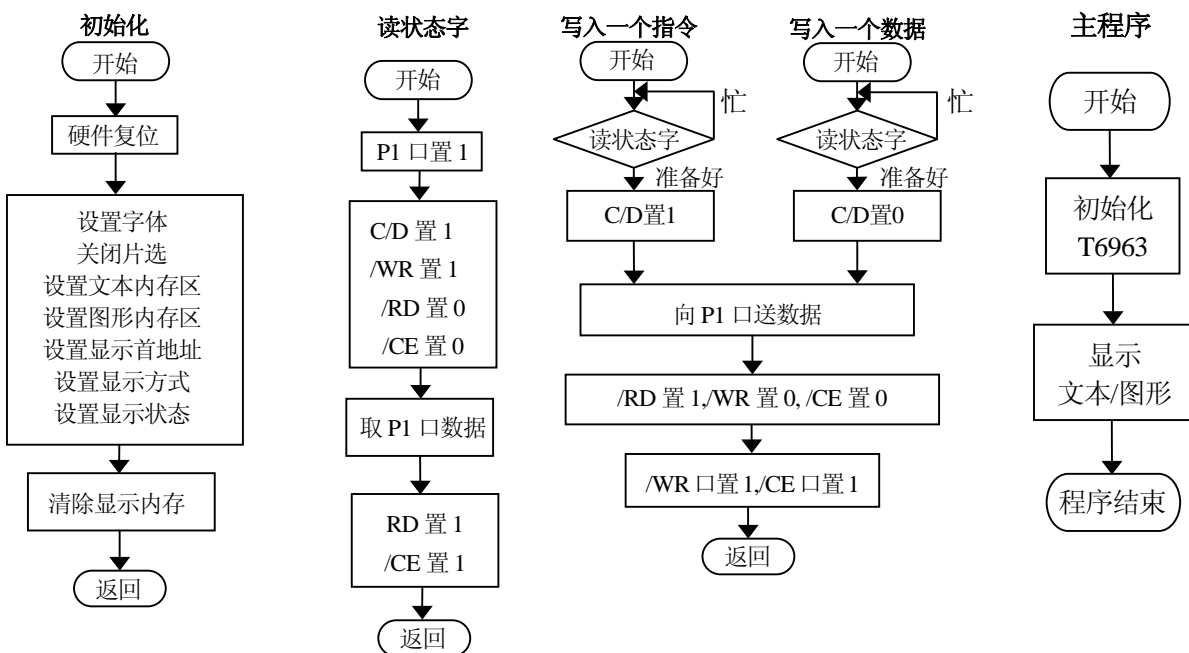 初始化
开始
硬件复位
设置字体
关闭片选
设置文本内存区
设置图形内存区
设置显示首地址
设置显示方式
设置显示状态
清除显示内存
返回
读状态字
开始
P1 口置 1
C/D 置 1
/WR 置 1
/RD 置 0
/CE 置 0
取 P1 口数据
RD 置 1
/CE 置 1
返回
写入一个指令
开始
忙
读状态字
准备好
C/D置1
写入一个数据
开始
忙
读状态字
准备好
C/D置0
向 P1 口送数据
/RD 置 1,/WR 置 0, /CE 置 0
/WR 口置 1,/CE 口置 1
返回
主程序
开始
初始化
T6963
显示
文本/图形
程序结束